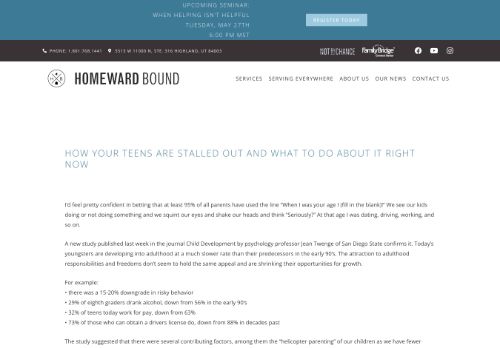 UPCOMING SEMINAR:
WHEN HELPING ISN'T HELPFUL
TUESDAY, MAY 27TH
6:00 PM MST
REGISTER TODAY
PHONE: 1.801.768.1441
5513 W 11000 N, STE. 316 HIGHLAND, UT 84003
NOT BY CHANCE
FamilyBridge
HOMEWARD BOUND
SERVICES
SERVING EVERYWHERE
ABOUT US
OUR NEWS
CONTACT US
HOW YOUR TEENS ARE STALLED OUT AND WHAT TO DO ABOUT IT RIGHT
NOW
I'd feel pretty confident in betting that at least 95% of all parents have used the line "When I was your age I (fill in the blank)!" We see our kids
doing or not doing something and we squint our eyes and shake our heads and think "Seriously?" At that age I was dating, driving, working, and
so on.
A new study published last week in the journal Child Development by psychology professor Jean Twenge of San Diego State confirms it. Today's
youngsters are developing into adulthood at a much slower rate than their predecessors in the early 90's. The attraction to adulthood
responsibilities and freedoms don't seem to hold the same appeal and are shrinking their opportunities for growth.
For example:
• there was a 15-20% downgrade in risky behavior
• 29% of eighth graders drank alcohol, down from 56% in the early 90's
• 32% of teens today work for pay, down from 63%
• 73% of those who can obtain a drivers license do, down from 88% in decades past
The study suggested that there were several contributing factors, among them the "helicopter parenting" of our children as we have fewer